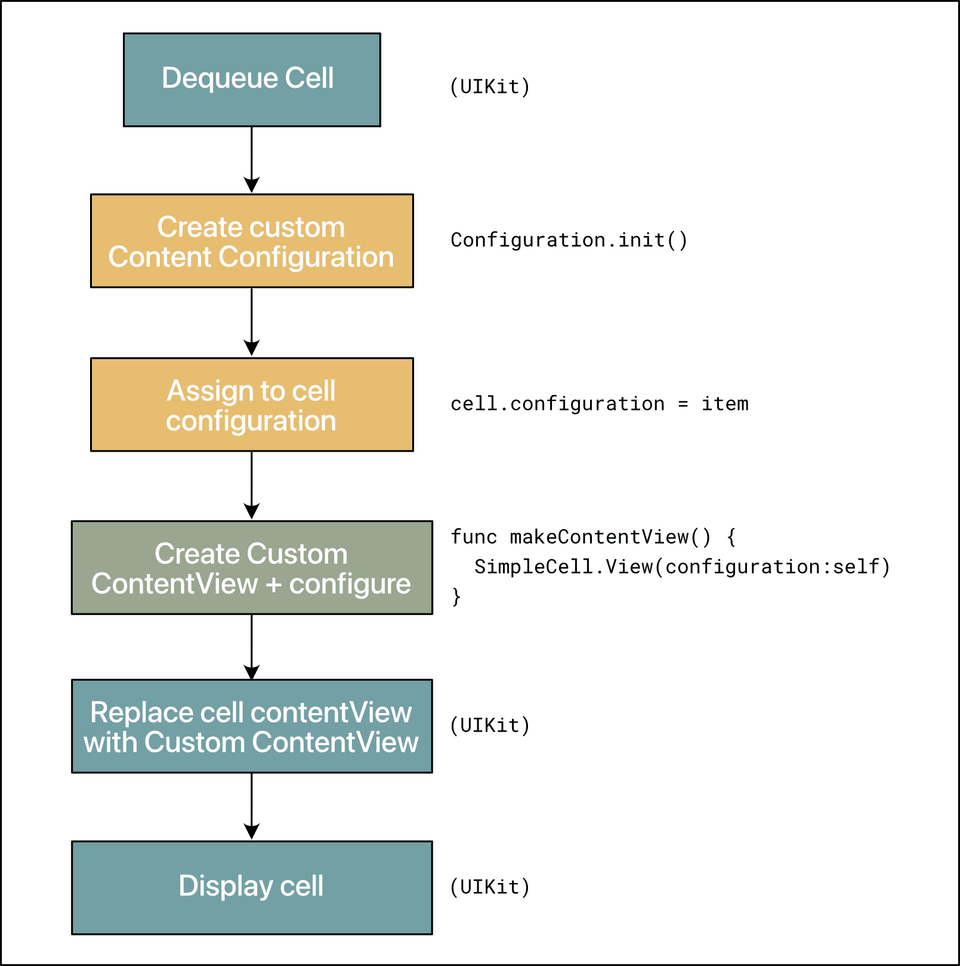 Dequeue Cell
(UIKit)
Create custom
Content Configuration
Configuration.init()
Assign to cell
configuration
cell.configuration = item
Create Custom
ContentView + configure
func makeContentView() {
  SimpleCell.View(configuration:self)
}
Replace cell contentView
with Custom ContentView
(UIKit)
Display cell
(UIKit)